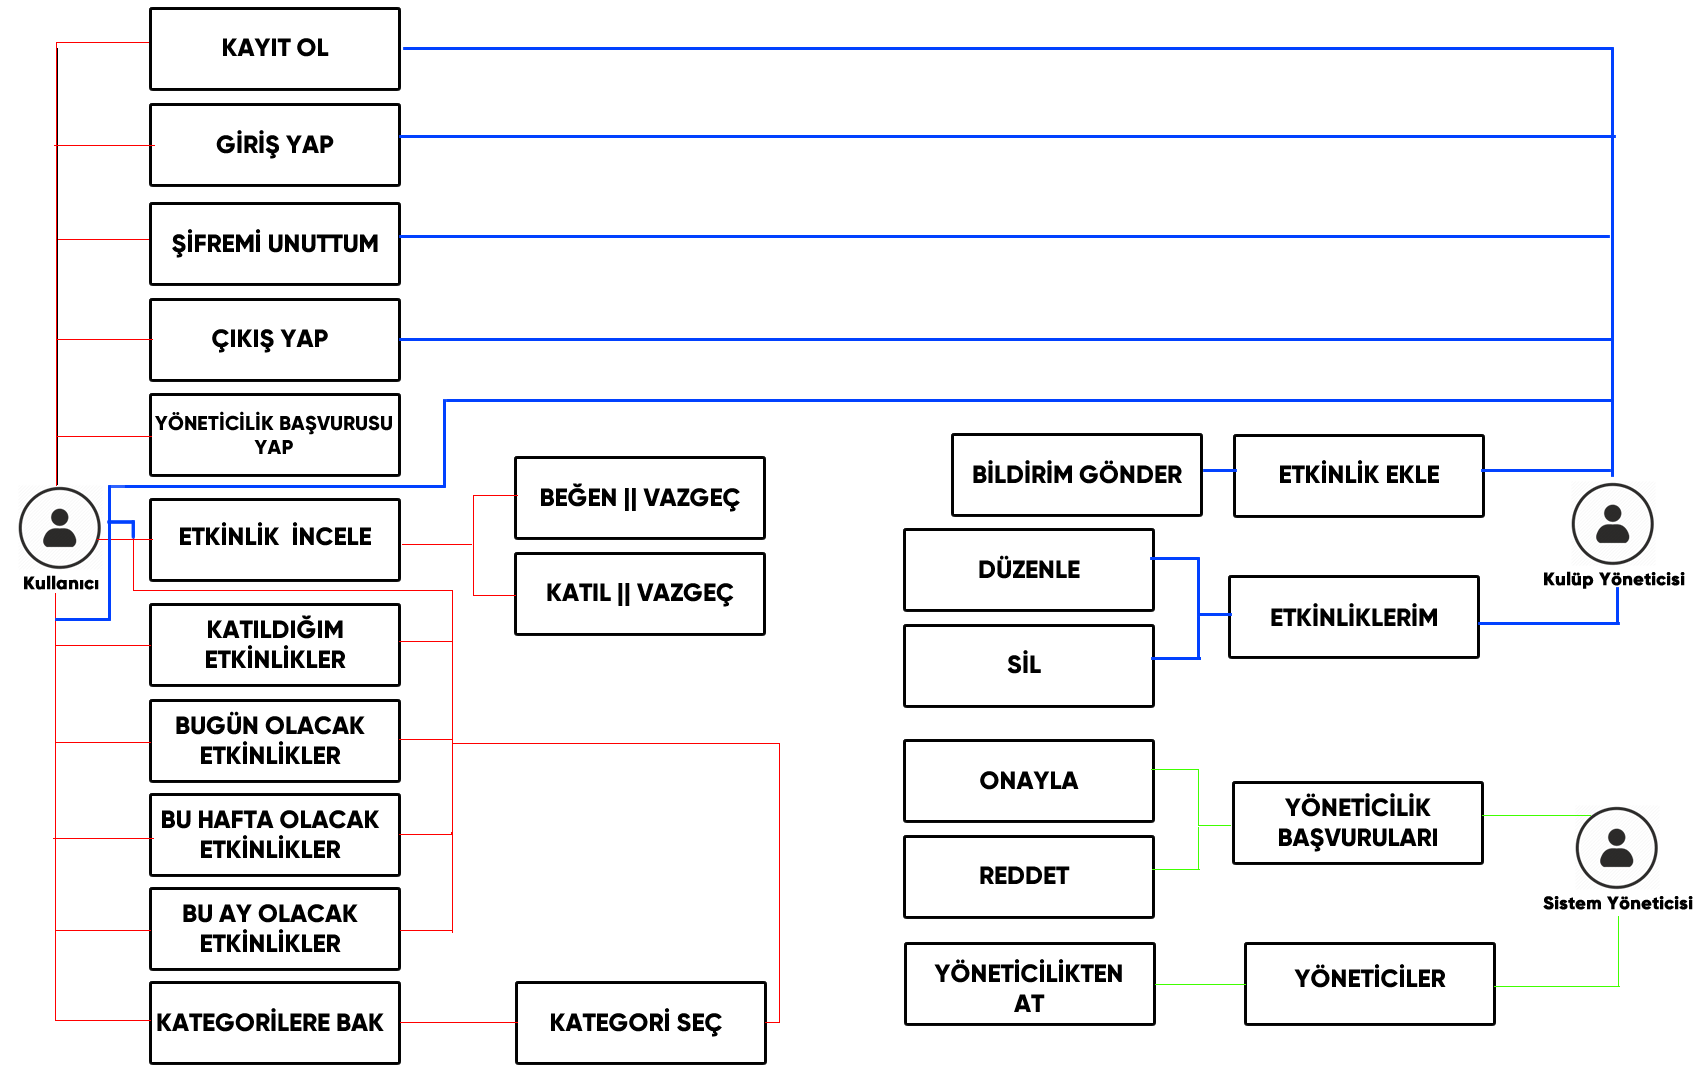 KAYIT OL
GİRİŞ YAP
ŞİFREMİ UNUTTUM
ÇIKIŞ YAP
YÖNETİCİLİK BAŞVURUSU
YAP
Kullanıcı
ETKİNLİK İNCELE
BEĞEN || VAZGEÇ
KATIL || VAZGEÇ
KATILDIĞIM
ETKİNLİKLER
BUGÜN OLACAK
ETKİNLİKLER
BU HAFTA OLACAK
ETKİNLİKLER
BU AY OLACAK
ETKİNLİKLER
KATEGORİLERE BAK
KATEGORİ SEÇ
BİLDİRİM GÖNDER
ETKİNLİK EKLE
Kulüp Yöneticisi
DÜZENLE
SİL
ETKİNLİKLERİM
ONAYLA
REDDET
YÖNETİCİLİK
BAŞVURULARI
Sistem Yöneticisi
YÖNETİCİLİKTEN
AT
YÖNETİCİLER